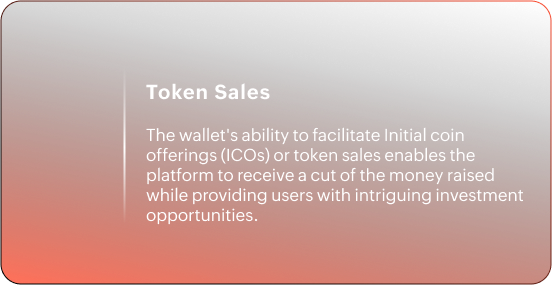 Token Sales
The wallet's ability to facilitate Initial coin
offerings (ICOs) or token sales enables the
platform to receive a cut of the money raised
while providing users with intriguing investment
opportunities.